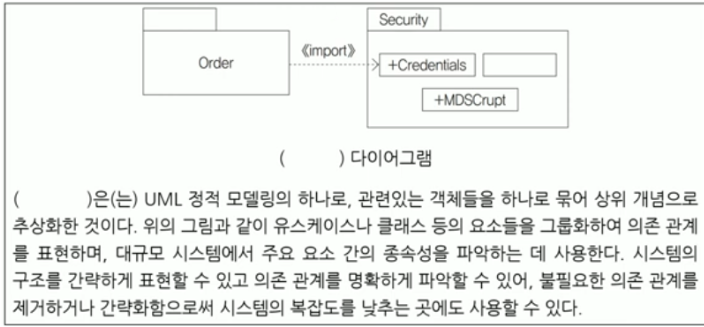 Security
《import》
Order
+Credentials
+MDSCrupt
(          ) 다이어그램
(          )은(는) UML 정적 모델링의 하나로, 관련있는 객체들을 하나로 묶어 상위 개념으로
추상화한 것이다. 위의 그림과 같이 유스케이스나 클래스 등의 요소들을 그룹화하여 의존 관계
를 표현하며, 대규모 시스템에서 주요 요소 간의 종속성을 파악하는 데 사용한다. 시스템의
구조를 간략하게 표현할 수 있고 의존 관계를 명확하게 파악할 수 있어, 불필요한 의존 관계를
제거하거나 간략화함으로써 시스템의 복잡도를 낮추는 곳에도 사용할 수 있다.